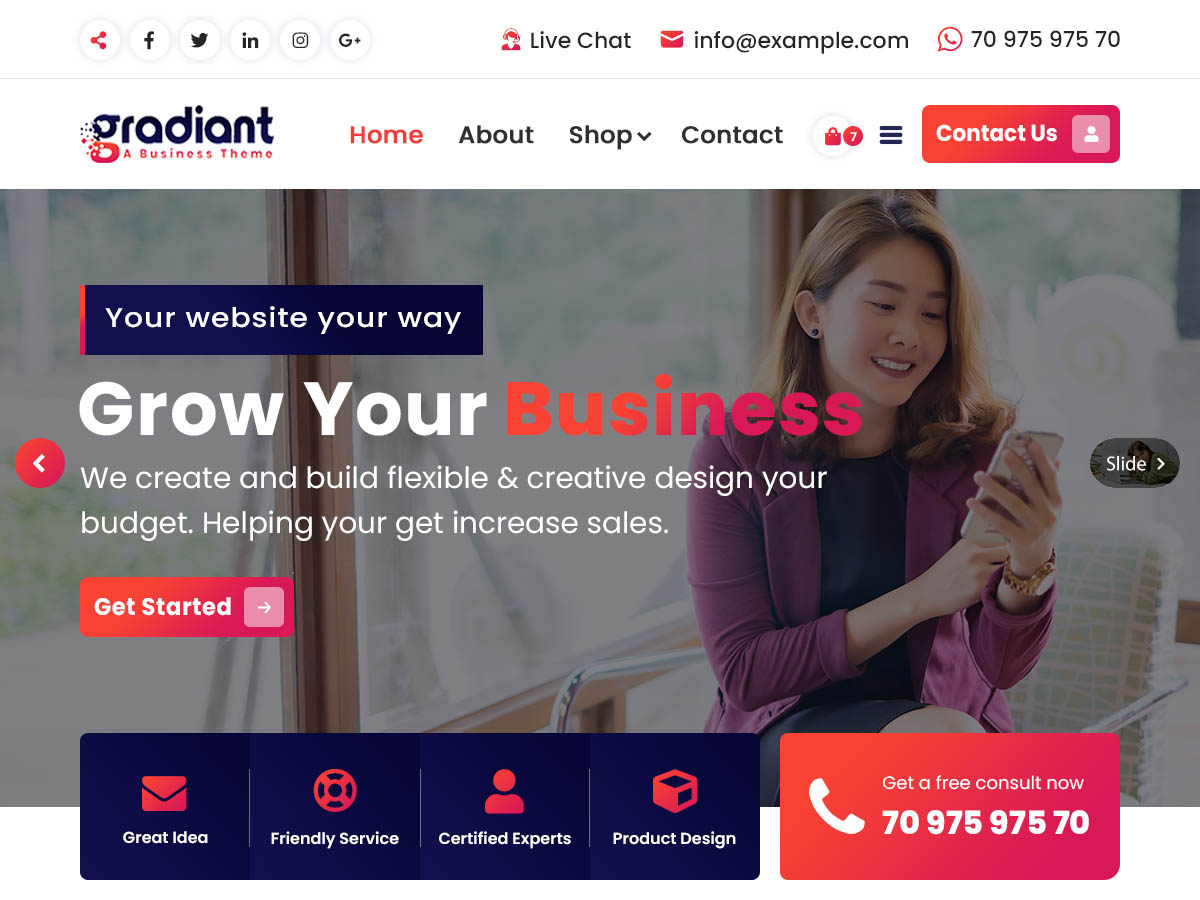 Live Chat
info@example.com
70 975 975 70
gradiant
A Business Theme
Home
About
Shop
Contact
7
Contact Us
Your website your way
Grow Your Business
We create and build flexible & creative design your
budget. Helping your get increase sales.
Slide
Get Started
Great Idea
Friendly Service
Certified Experts
Product Design
Get a free consult now
70 975 975 70